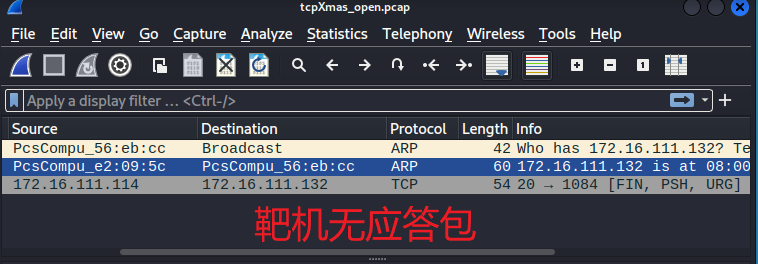 tcpXmas_open.pcap
File Edit View Go Capture Analyze Statistics Telephony Wireless Tools Help
Apply a display filter … <Ctrl-/>
Source Destination Protocol Length Info
PcsCompu_56:eb:cc Broadcast ARP 42 Who has 172.16.111.132? Te
PcsCompu_e2:09:5c PcsCompu_56:eb:cc ARP 60 172.16.111.132 is at 08:00
172.16.111.114 172.16.111.132 TCP 54 20 → 1084 [FIN, PSH, URG]
靶机无应答包